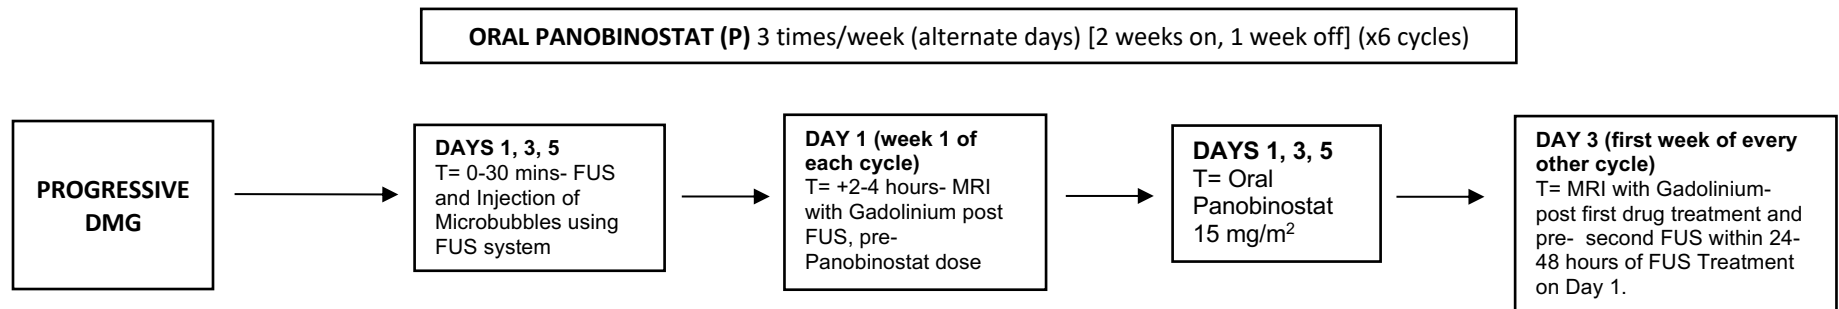 ORAL PANOBINOSTAT (P) 3 times/week (alternate days) [2 weeks on, 1 week off] (x6 cycles)
PROGRESSIVE
DMG
DAYS 1, 3, 5
T= 0-30 mins- FUS
and Injection of
Microbubbles using
FUS system
DAY 1 (week 1 of
each cycle)
T= +2-4 hours- MRI
with Gadolinium post
FUS, pre-
Panobinostat dose
DAYS 1, 3, 5
T= Oral
Panobinostat
15 mg/m²
DAY 3 (first week of every
other cycle)
T= MRI with Gadolinium-
post first drug treatment and
pre- second FUS within 24-
48 hours of FUS Treatment
on Day 1.